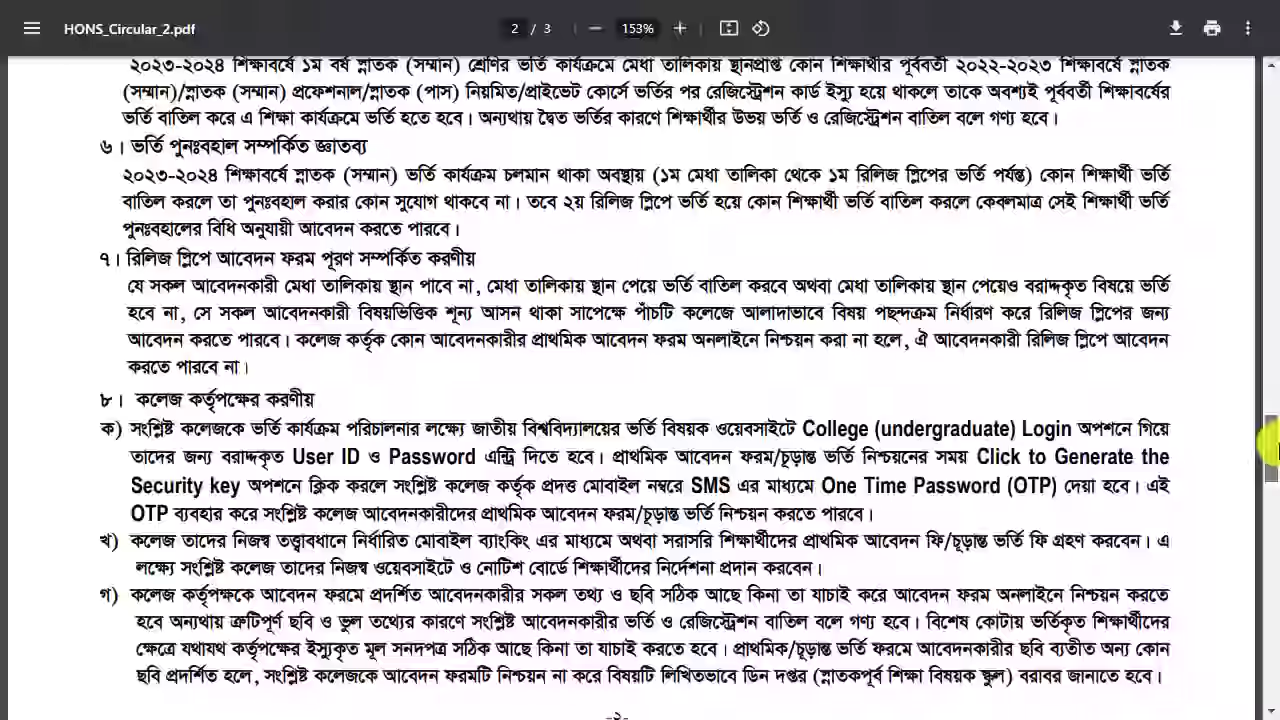 HONS_Circular_2.pdf 2 / 3 153%
২০২৩-২০২৪ শিক্ষাবর্ষে ১ম বর্ষ স্নাতক (সম্মান) শ্রেণির ভর্তি কার্যক্রমে মেধা তালিকায় স্থানপ্রাপ্ত কোন শিক্ষার্থীর পূর্ববর্তী ২০২২-২০২৩ শিক্ষাবর্ষে স্নাতক
(সম্মান)/স্নাতক (সম্মান) প্রফেশনাল/স্নাতক (পাস) নিয়মিত/প্রাইভেট কোর্সে ভর্তির পর রেজিস্ট্রেশন কার্ড ইস্যু হয়ে থাকলে তাকে অবশ্যই পূর্ববর্তী শিক্ষাবর্ষের
ভর্তি বাতিল করে এ শিক্ষা কার্যক্রমে ভর্তি হতে হবে। অন্যথায় দ্বৈত ভর্তির কারণে শিক্ষার্থীর উভয় ভর্তি ও রেজিস্ট্রেশন বাতিল বলে গণ্য হবে।
৬। ভর্তি পুনঃবহাল সম্পর্কিত জ্ঞাতব্য
২০২৩-২০২৪ শিক্ষাবর্ষে স্নাতক (সম্মান) ভর্তি কার্যক্রম চলমান থাকা অবস্থায় (১ম মেধা তালিকা থেকে ১ম রিলিজ স্লিপের ভর্তি পর্যন্ত) কোন শিক্ষার্থী ভর্তি
বাতিল করলে তা পুনঃবহাল করার কোন সুযোগ থাকবে না। তবে ২য় রিলিজ স্লিপে ভর্তি হয়ে কোন শিক্ষার্থী ভর্তি বাতিল করলে কেবলমাত্র সেই শিক্ষার্থী ভর্তি
পুনঃবহালের বিধি অনুযায়ী আবেদন করতে পারবে।
৭। রিলিজ স্লিপে আবেদন ফরম পূরণ সম্পর্কিত করণীয়
যে সকল আবেদনকারী মেধা তালিকায় স্থান পাবে না, মেধা তালিকায় স্থান পেয়ে ভর্তি বাতিল করবে অথবা মেধা তালিকায় স্থান পেয়েও বরাদ্দকৃত বিষয়ে ভর্তি
হবে না, সে সকল আবেদনকারী বিষয়ভিত্তিক শূন্য আসন থাকা সাপেক্ষে পাঁচটি কলেজে আলাদাভাবে বিষয় পছন্দক্রম নির্ধারণ করে রিলিজ স্লিপের জন্য
আবেদন করতে পারবে। কলেজ কর্তৃক কোন আবেদনকারীর প্রাথমিক আবেদন ফরম অনলাইনে নিশ্চয়ন করা না হলে, ঐ আবেদনকারী রিলিজ স্লিপে আবেদন
করতে পারবে না।
৮। কলেজ কর্তৃপক্ষের করণীয়
ক) সংশ্লিষ্ট কলেজকে ভর্তি কার্যক্রম পরিচালনার লক্ষ্যে জাতীয় বিশ্ববিদ্যালয়ের ভর্তি বিষয়ক ওয়েবসাইটে College (undergraduate) Login অপশনে গিয়ে
তাদের জন্য বরাদ্দকৃত User ID ও Password এন্ট্রি দিতে হবে। প্রাথমিক আবেদন ফরম/চূড়ান্ত ভর্তি নিশ্চয়নের সময় Click to Generate the
Security key অপশনে ক্লিক করলে সংশ্লিষ্ট কলেজ কর্তৃক প্রদত্ত মোবাইল নম্বরে SMS এর মাধ্যমে One Time Password (OTP) দেয়া হবে। এই
OTP ব্যবহার করে সংশ্লিষ্ট কলেজ আবেদনকারীদের প্রাথমিক আবেদন ফরম/চূড়ান্ত ভর্তি নিশ্চয়ন করতে পারবে।
খ) কলেজ তাদের নিজস্ব তত্ত্বাবধানে নির্ধারিত মোবাইল ব্যাংকিং এর মাধ্যমে অথবা সরাসরি শিক্ষার্থীদের প্রাথমিক আবেদন ফি/চূড়ান্ত ভর্তি ফি গ্রহণ করবেন। এ
লক্ষ্যে সংশ্লিষ্ট কলেজ তাদের নিজস্ব ওয়েবসাইটে ও নোটিশ বোর্ডে শিক্ষার্থীদের নির্দেশনা প্রদান করবেন।
গ) কলেজ কর্তৃপক্ষকে আবেদন ফরমে প্রদর্শিত আবেদনকারীর সকল তথ্য ও ছবি সঠিক আছে কিনা তা যাচাই করে আবেদন ফরম অনলাইনে নিশ্চয়ন করতে
হবে অন্যথায় ত্রুটিপূর্ণ ছবি ও ভুল তথ্যের কারণে সংশ্লিষ্ট আবেদনকারীর ভর্তি ও রেজিস্ট্রেশন বাতিল বলে গণ্য হবে। বিশেষ কোটায় ভর্তিকৃত শিক্ষার্থীদের
ক্ষেত্রে যথাযথ কর্তৃপক্ষের ইস্যুকৃত মূল সনদপত্র সঠিক আছে কিনা তা যাচাই করতে হবে। প্রাথমিক/চূড়ান্ত ভর্তি ফরমে আবেদনকারীর ছবি ব্যতীত অন্য কোন
ছবি প্রদর্শিত হলে, সংশ্লিষ্ট কলেজকে আবেদন ফরমটি নিশ্চয়ন না করে বিষয়টি লিখিতভাবে ডিন দপ্তর (স্নাতকপূর্ব শিক্ষা বিষয়ক স্কুল) বরাবর জানাতে হবে।
-২-